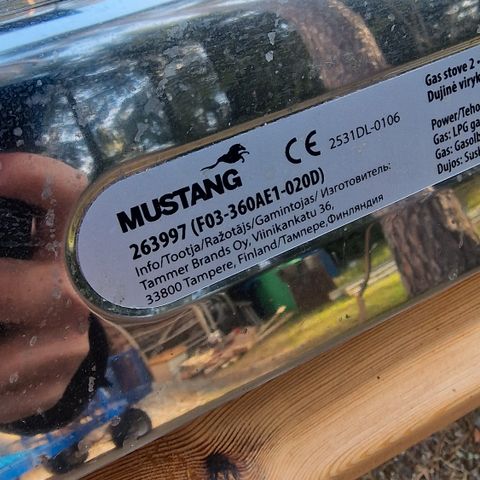 MUSTANG
CE 2531DL-0106
263997 (F03-360AE1-020D)
Info/Tootja/Ražotājs/Gamintojas/ Изготовитель:
Tammer Brands Oy, Viinikankatu 36,
33800 Tampere, Finland/Тампере, Финляндия
Gas stove 2 -
Dujinė viryk
Power/Teho
Gas: LPG ga
Gas: Gasolb
Dujos: Susk